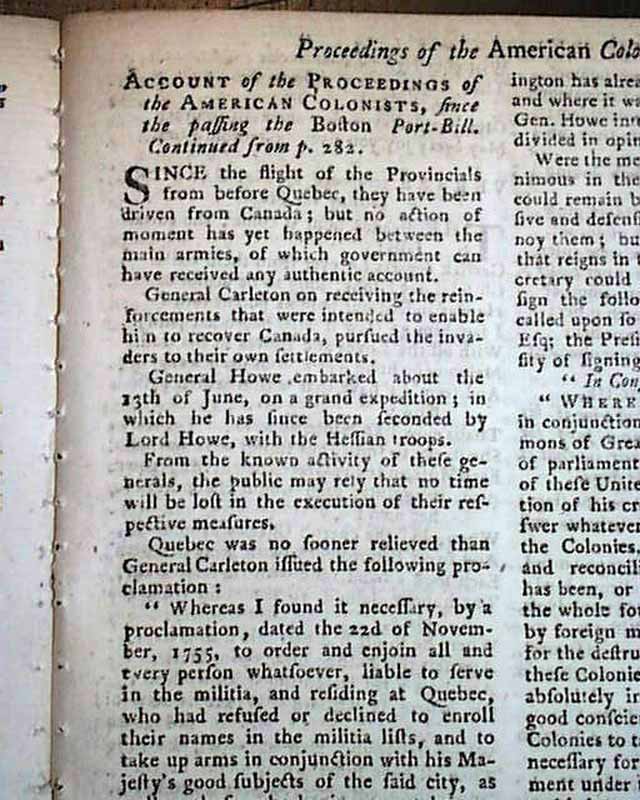 Proceedings of the American Colo
ACCOUNT of the PROCEEDINGS of
the AMERICAN COLONISTS, ſince
the paſſing the Boſton Port-Bill.
Continued from p. 282.
SINCE the flight of the Provincials
from before Quebec, they have been
driven from Canada; but no action of
moment has yet happened between the
main armies, of which government can
have received any authentic account.
General Carleton on receiving the rein-
forcements that were intended to enable
him to recover Canada, purſued the inva-
ders to their own ſettlements.
General Howe embarked about the
13th of June, on a grand expedition; in
which he has ſince been ſeconded by
Lord Howe, with the Heſſian troops.
From the known activity of theſe ge-
nerals, the public may rely that no time
will be loſt in the execution of their reſ-
pective meaſures.
Quebec was no ſooner relieved than
General Carleton iſſued the following pro-
clamation:
“ Whereas I found it neceſſary, by a
proclamation, dated the 22d of Novem-
ber, 1755, to order and enjoin all and
every perſon whatſoever, liable to ſerve
in the militia, and reſiding at Quebec,
who had refuſed or declined to enroll
their names in the militia liſts, and to
take up arms in conjunction with his Ma-
jeſty's good ſubjects of the ſaid city, as
ington has alrea
and where it wa
Gen. Howe int
divided in opin
Were the me
nimous in the
could remain b
ſive and defenſ
noy them; bu
that reigns in t
cretary could
ſign the follo
called upon ſo
Eſq; the Preſi
ſity of ſigning
“ In Con
“ WHERE
in conjunction
mons of Grea
of parliament
of theſe Unite
tion of his cr
ſwer whatever
the Colonies.
and reconcili
has been, or
the whole fo
by foreign m
for the deſtru
theſe Colonie
abſolutely ir
good conſcien
Colonies to t
neceſſary for
ment under